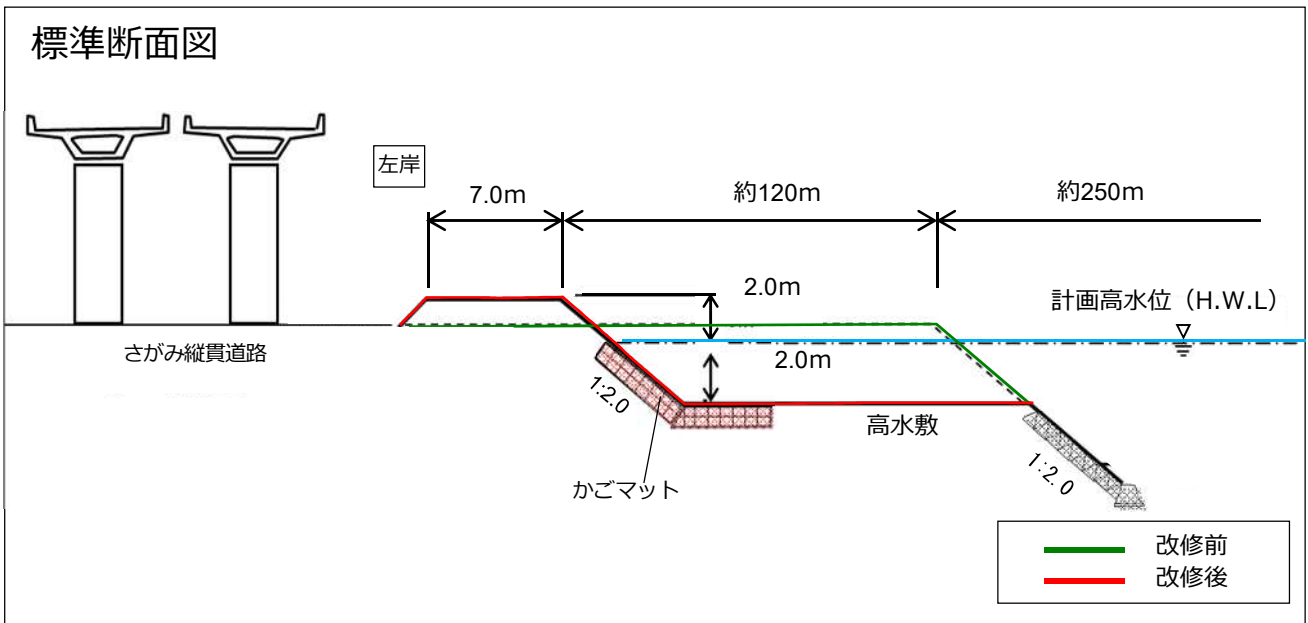 標準断面図
左岸
7.0m
約120m
約250m
2.0m
計画高水位（H.W.L）
さがみ縦貫道路
2.0m
1:2.0
高水敷
かごマット
1:2.0
改修前
改修後